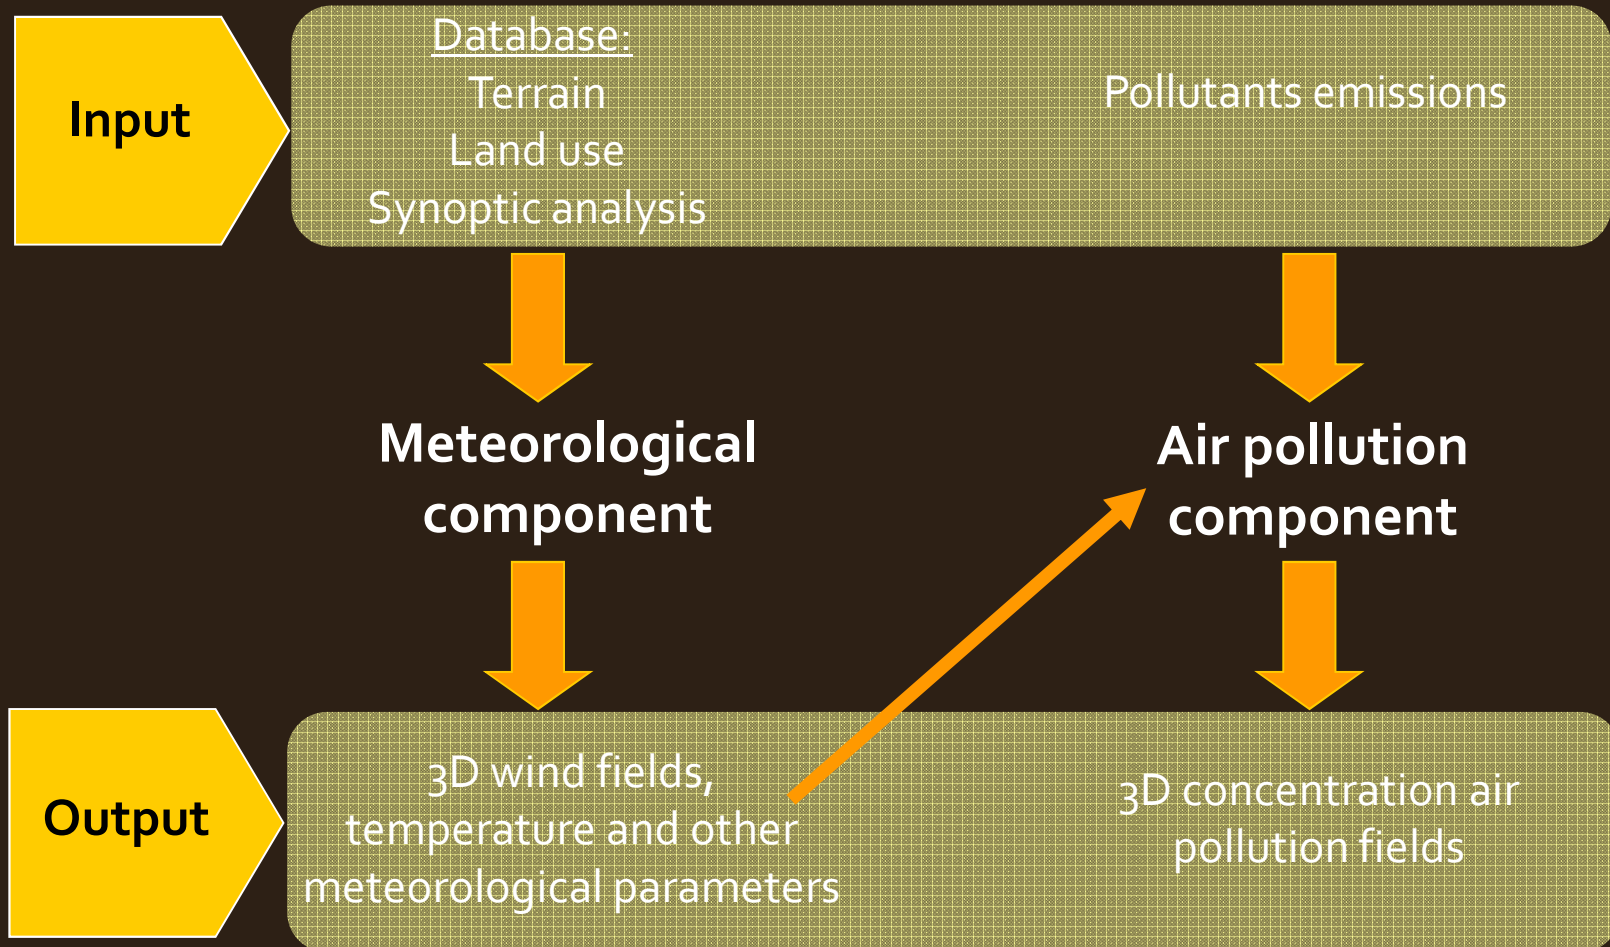 Input
Database:
Terrain
Land use
Synoptic analysis
Pollutants emissions
Meteorological
component
Air pollution
component
Output
3D wind fields,
temperature and other
meteorological parameters
3D concentration air
pollution fields